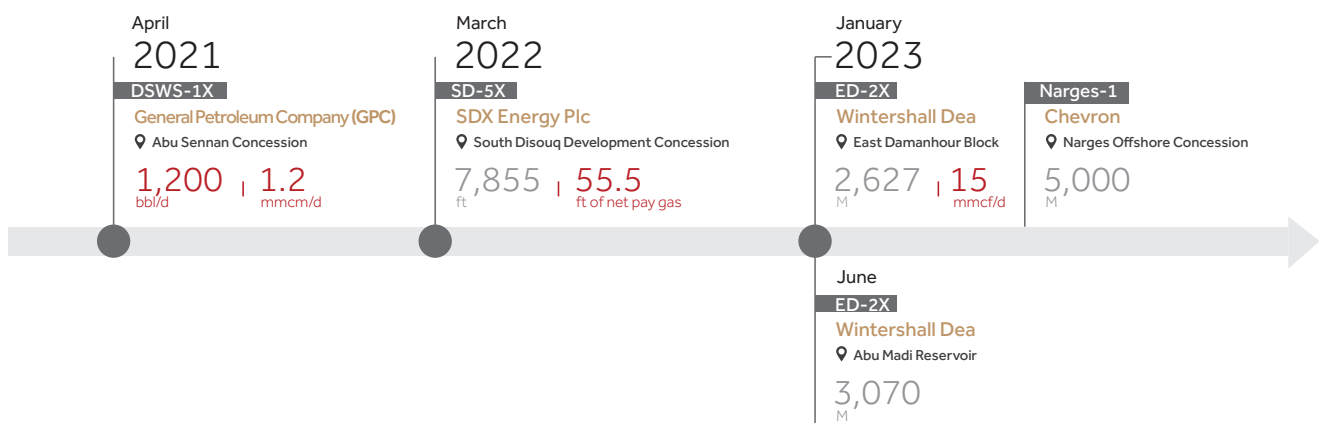 April
2021
DSWS-1X
General Petroleum Company (GPC)
Abu Sennan Concession
1,200 | 1.2
bbl/d mmcm/d
March
2022
SD-5X
SDX Energy Plc
South Disouq Development Concession
7,855 | 55.5
ft ft of net pay gas
January
2023
ED-2X
Wintershall Dea
East Damanhour Block
2,627 | 15
M mmcf/d
Narges-1
Chevron
Narges Offshore Concession
5,000
M
June
ED-2X
Wintershall Dea
Abu Madi Reservoir
3,070
M